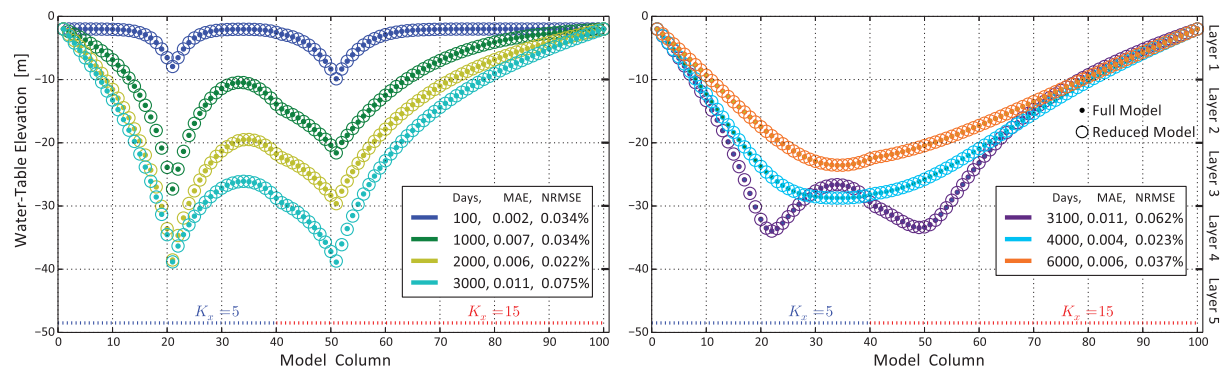 Water-Table Elevation [m]
0
−10
−20
−30
−40
−50
Days, MAE, NRMSE
100, 0.002, 0.034%
1000, 0.007, 0.034%
2000, 0.006, 0.022%
3000, 0.011, 0.075%
K_x = 5
K_x = 15
0 10 20 30 40 50 60 70 80 90 100
Model Column
Full Model
Reduced Model
Days, MAE, NRMSE
3100, 0.011, 0.062%
4000, 0.004, 0.023%
6000, 0.006, 0.037%
K_x = 5
K_x = 15
0 10 20 30 40 50 60 70 80 90 100
Model Column
Layer 1
Layer 2
Layer 3
Layer 4
Layer 5